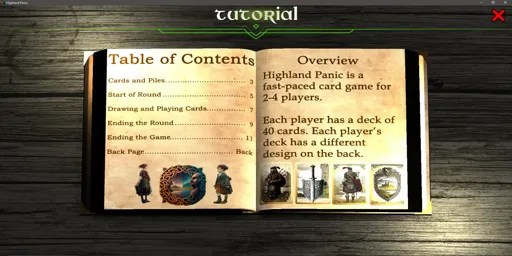 Highland Panic
Tutorial
Table of Contents
Cards and Piles 3
Start of Round 5
Drawing and Playing Cards 7
Ending the Round 9
Ending the Game 11
Back Page Back
Overview
Highland Panic is a
fast-paced card game for
2-4 players.
Each player has a deck of
40 cards. Each player's
deck has a different
design on the back.